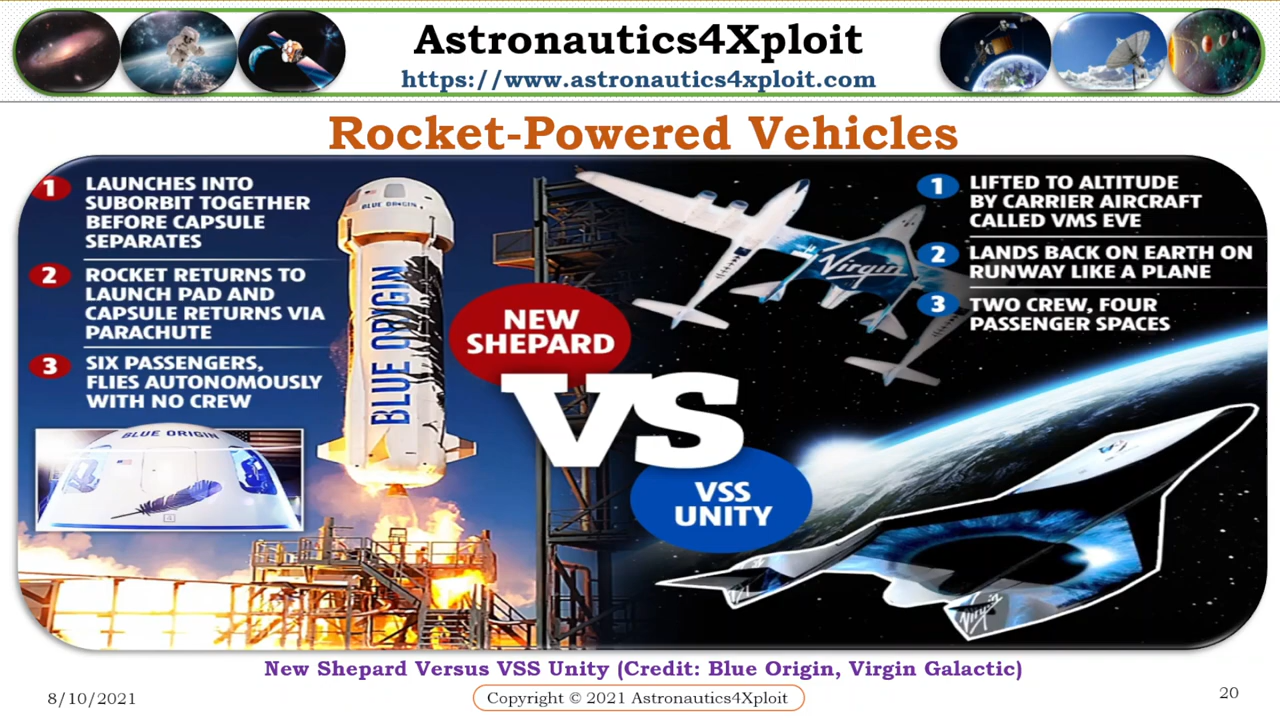 Astronautics4Xploit
https://www.astronautics4xploit.com
Rocket-Powered Vehicles
1 LAUNCHES INTO
SUBORBIT TOGETHER
BEFORE CAPSULE
SEPARATES
2 ROCKET RETURNS TO
LAUNCH PAD AND
CAPSULE RETURNS VIA
PARACHUTE
3 SIX PASSENGERS,
FLIES AUTONOMOUSLY
WITH NO CREW
BLUE ORIGIN
BLUE ORIGIN
BLUE ORIGIN
NEW
SHEPARD
VS
VSS
UNITY
Virgin
1 LIFTED TO ALTITUDE
BY CARRIER AIRCRAFT
CALLED VMS EVE
2 LANDS BACK ON EARTH ON
RUNWAY LIKE A PLANE
3 TWO CREW, FOUR
PASSENGER SPACES
Virgin
New Shepard Versus VSS Unity (Credit: Blue Origin, Virgin Galactic)
8/10/2021
Copyright © 2021 Astronautics4Xploit
20